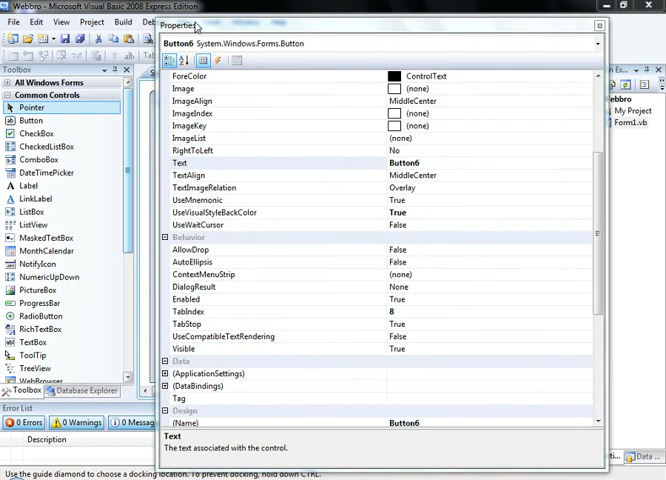 Webbro - Microsoft Visual Basic 2008 Express Edition
File View Project Build
Properties
Button6 System.Windows.Forms.Button
Toolbox
All Windows Forms
Common Controls
Pointer
Button
CheckBox
CheckedListBox
ComboBox
DateTimePicker
Label
LinkLabel
ListBox
ListView
MaskedTextBox
MonthCalendar
NotifyIcon
NumericUpDown
PictureBox
ProgressBar
RadioButton
RichTextBox
TextBox
ToolTip
TreeView
WebBrowser
Toolbox Database Explorer
ForeColor ControlText
Image (none)
ImageAlign MiddleCenter
ImageIndex (none)
ImageKey (none)
ImageList (none)
RightToLeft No
Text Button6
TextAlign MiddleCenter
TextImageRelation Overlay
UseMnemonic True
UseVisualStyleBackColor True
UseWaitCursor False
Behavior
AllowDrop False
AutoEllipsis False
ContextMenuStrip (none)
DialogResult None
Enabled True
TabIndex 8
TabStop True
UseCompatibleTextRendering False
Visible True
Data
(ApplicationSettings)
(DataBindings)
Tag
Design
(Name) Button6
Text
The text associated with the control.
My Project
Form1.vb
Error List
0 Errors 0 Warnings 0 Messa
Description
Data ...
Use the guide diamond to choose a docking location. To prevent docking, hold down CTRL.